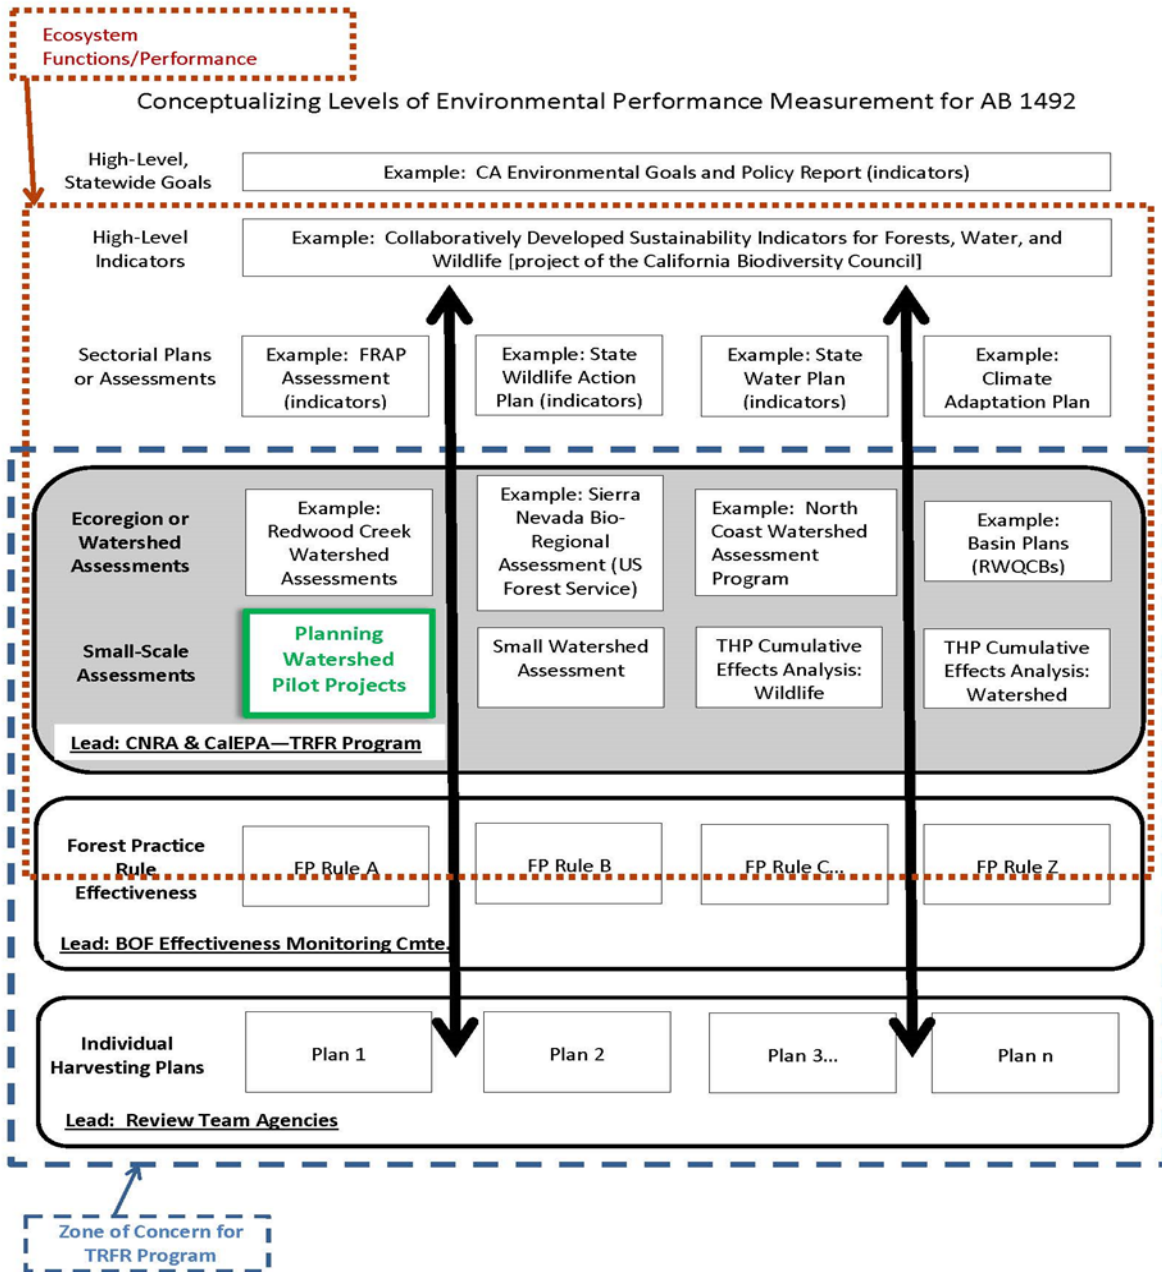 Ecosystem
Functions/Performance
Conceptualizing Levels of Environmental Performance Measurement for AB 1492
High-Level,
Statewide Goals
Example:  CA Environmental Goals and Policy Report (indicators)
High-Level
Indicators
Example:  Collaboratively Developed Sustainability Indicators for Forests, Water, and
Wildlife [project of the California Biodiversity Council]
Sectorial Plans
or Assessments
Example:  FRAP
Assessment
(indicators)
Example: State
Wildlife Action
Plan (indicators)
Example: State
Water Plan
(indicators)
Example:
Climate
Adaptation Plan
Ecoregion or
Watershed
Assessments
Example:
Redwood Creek
Watershed
Assessments
Example: Sierra
Nevada Bio-
Regional
Assessment (US
Forest Service)
Example:  North
Coast Watershed
Assessment
Program
Example:
Basin Plans
(RWQCBs)
Small-Scale
Assessments
Planning
Watershed
Pilot Projects
Small Watershed
Assessment
THP Cumulative
Effects Analysis:
Wildlife
THP Cumulative
Effects Analysis:
Watershed
Lead: CNRA & CalEPA—TRFR Program
Forest Practice
Rule
Effectiveness
FP Rule A
FP Rule B
FP Rule C...
FP Rule Z
Lead: BOF Effectiveness Monitoring Cmte.
Individual
Harvesting Plans
Plan 1
Plan 2
Plan 3...
Plan n
Lead:  Review Team Agencies
Zone of Concern for
TRFR Program